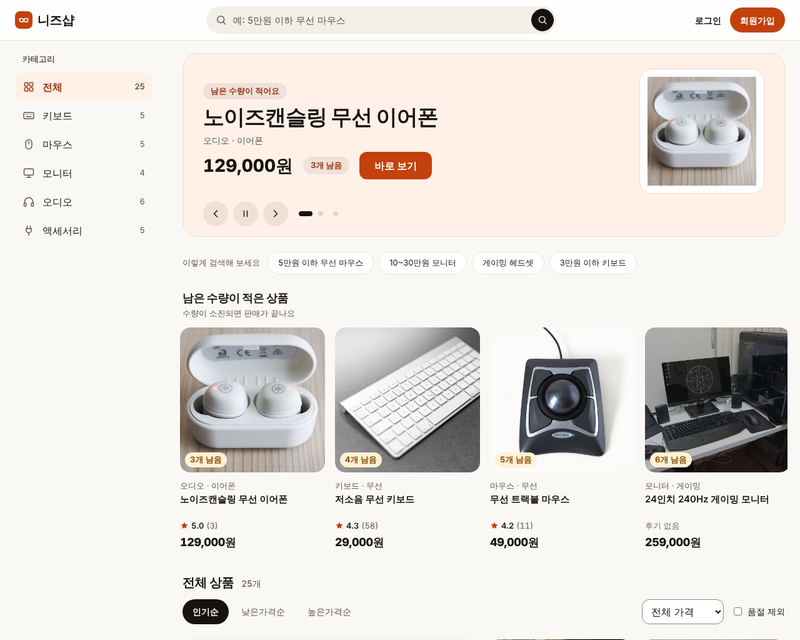 니즈샵
예: 5만원 이하 무선 마우스
로그인
회원가입
카테고리
전체 25
키보드 5
마우스 5
모니터 4
오디오 6
액세서리 5
남은 수량이 적어요
노이즈캔슬링 무선 이어폰
오디오 · 이어폰
129,000원 3개 남음 바로 보기
이렇게 검색해 보세요 5만원 이하 무선 마우스 10~30만원 모니터 게이밍 헤드셋 3만원 이하 키보드
남은 수량이 적은 상품
수량이 소진되면 판매가 끝나요
3개 남음
오디오 · 이어폰
노이즈캔슬링 무선 이어폰
★ 5.0 (3)
129,000원
4개 남음
키보드 · 무선
저소음 무선 키보드
★ 4.3 (58)
29,000원
5개 남음
마우스 · 무선
무선 트랙볼 마우스
★ 4.2 (11)
49,000원
6개 남음
모니터 · 게이밍
24인치 240Hz 게이밍 모니터
후기 없음
259,000원
전체 상품 25개
인기순 낮은가격순 높은가격순
전체 가격 품절 제외